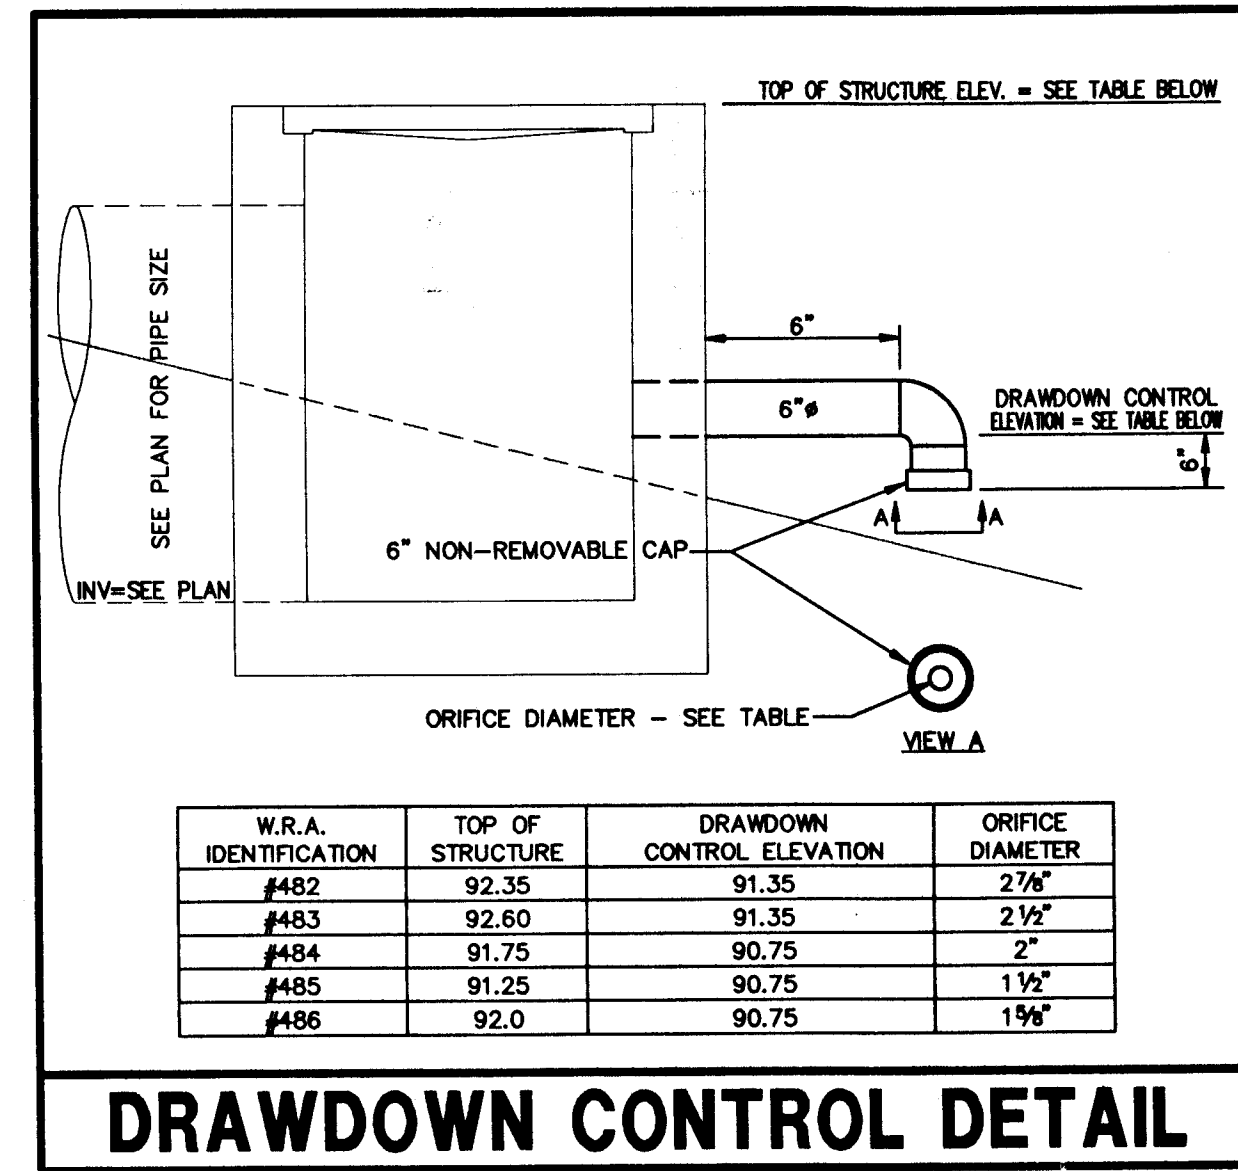 TOP OF STRUCTURE ELEV. = SEE TABLE BELOW
SEE PLAN FOR PIPE SIZE
6"
6"ø
DRAWDOWN CONTROL
ELEVATION = SEE TABLE BELOW
6"
A A
6" NON-REMOVABLE CAP
INV=SEE PLAN
ORIFICE DIAMETER - SEE TABLE
VIEW A
W.R.A. IDENTIFICATION TOP OF STRUCTURE DRAWDOWN CONTROL ELEVATION ORIFICE DIAMETER
#482 92.35 91.35 2 7/8"
#483 92.60 91.35 2 1/2"
#484 91.75 90.75 2"
#485 91.25 90.75 1 1/2"
#486 92.0 90.75 1 5/8"
DRAWDOWN CONTROL DETAIL